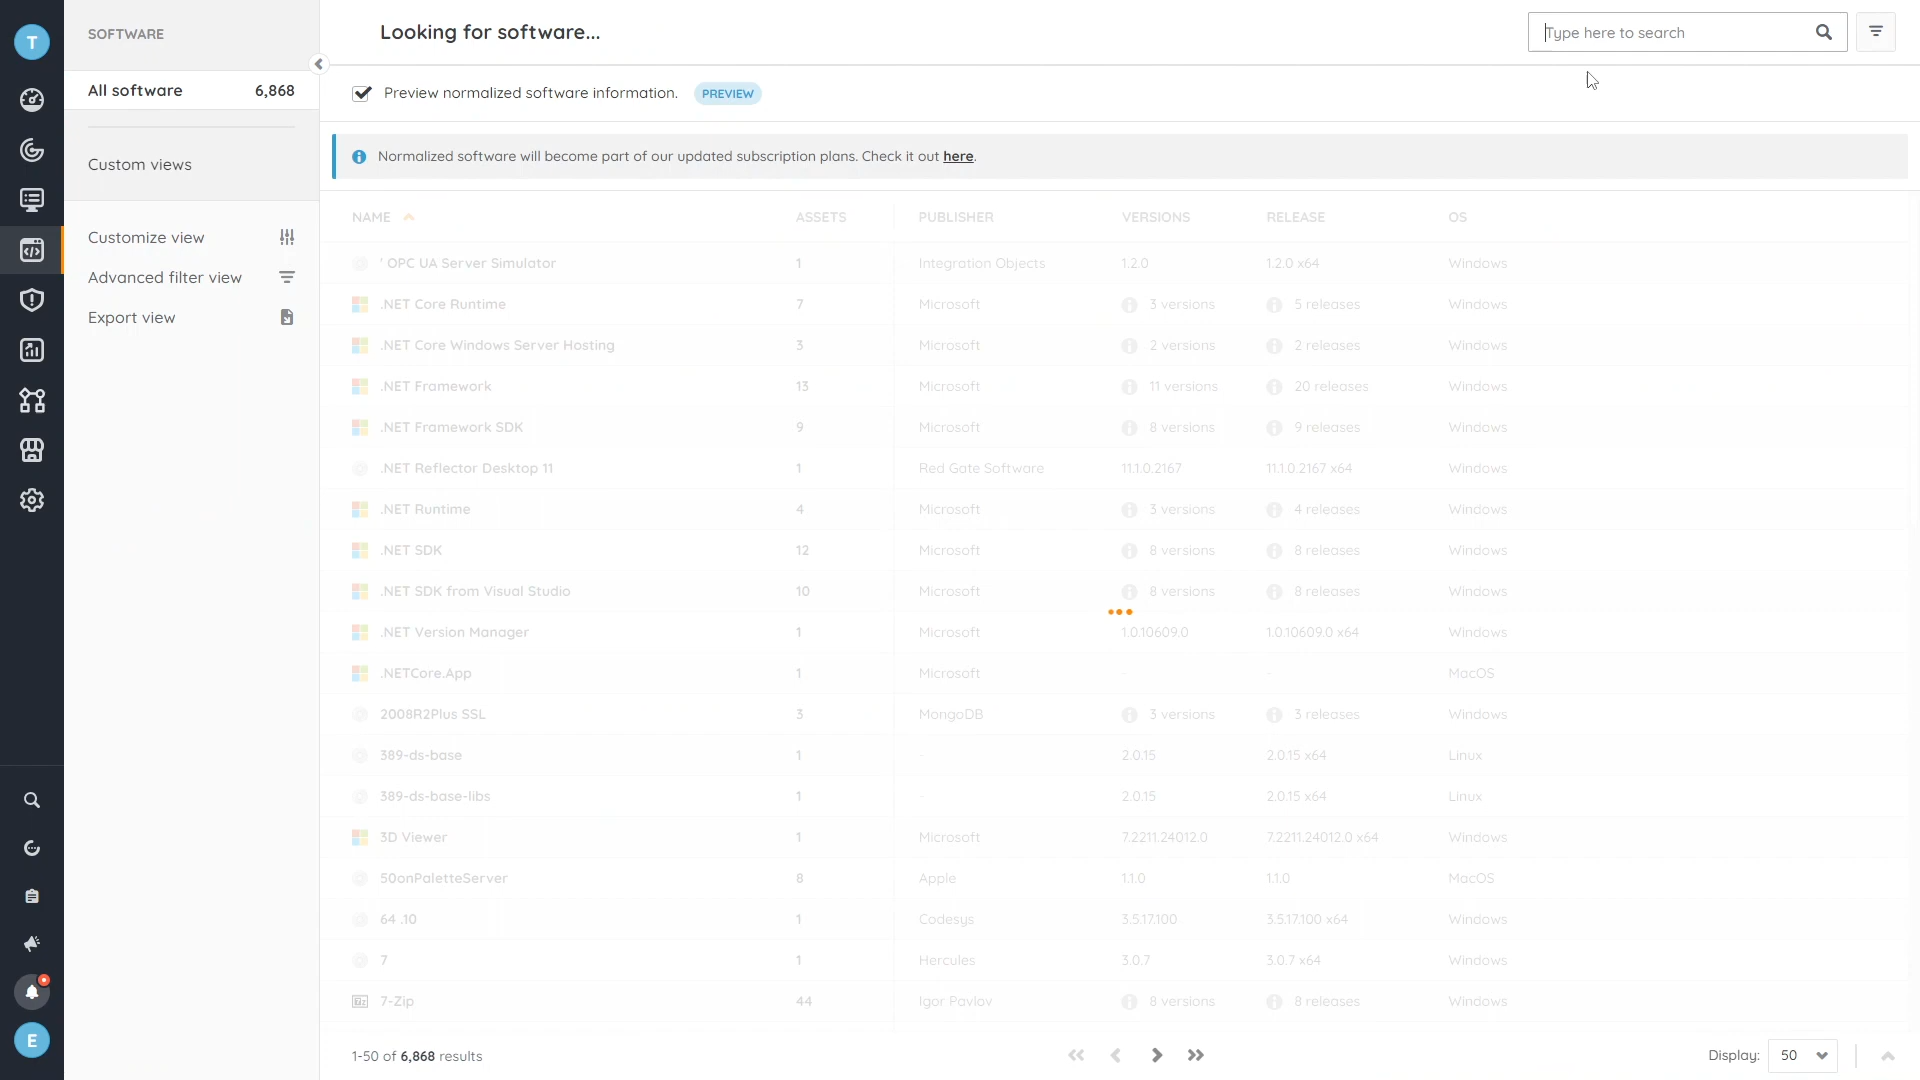 T
SOFTWARE
Looking for software...
Type here to search
All software 6,868
Preview normalized software information. PREVIEW
Custom views
Normalized software will become part of our updated subscription plans. Check it out here.
Customize view
Advanced filter view
Export view
NAME ASSETS PUBLISHER VERSIONS RELEASE OS
' OPC UA Server Simulator 1 Integration Objects 1.2.0 1.2.0 x64 Windows
.NET Core Runtime 7 Microsoft 3 versions 5 releases Windows
.NET Core Windows Server Hosting 3 Microsoft 2 versions 2 releases Windows
.NET Framework 13 Microsoft 11 versions 20 releases Windows
.NET Framework SDK 9 Microsoft 8 versions 9 releases Windows
.NET Reflector Desktop 11 1 Red Gate Software 11.1.0.2167 11.1.0.2167 x64 Windows
.NET Runtime 4 Microsoft 3 versions 4 releases Windows
.NET SDK 12 Microsoft 8 versions 8 releases Windows
.NET SDK from Visual Studio 10 Microsoft 8 versions 8 releases Windows
.NET Version Manager 1 Microsoft 1.0.10609.0 1.0.10609.0 x64 Windows
.NETCore.App 1 Microsoft - - MacOS
2008R2Plus SSL 3 MongoDB 3 versions 3 releases Windows
389-ds-base 1 - 2.0.15 2.0.15 x64 Linux
389-ds-base-libs 1 - 2.0.15 2.0.15 x64 Linux
3D Viewer 1 Microsoft 7.2211.24012.0 7.2211.24012.0 x64 Windows
50onPaletteServer 8 Apple 1.1.0 1.1.0 MacOS
64 .10 1 Codesys 3.5.17.100 3.5.17.100 x64 Windows
7 1 Hercules 3.0.7 3.0.7 x64 Windows
7-Zip 44 Igor Pavlov 8 versions 8 releases Windows
E
1-50 of 6,868 results
Display: 50